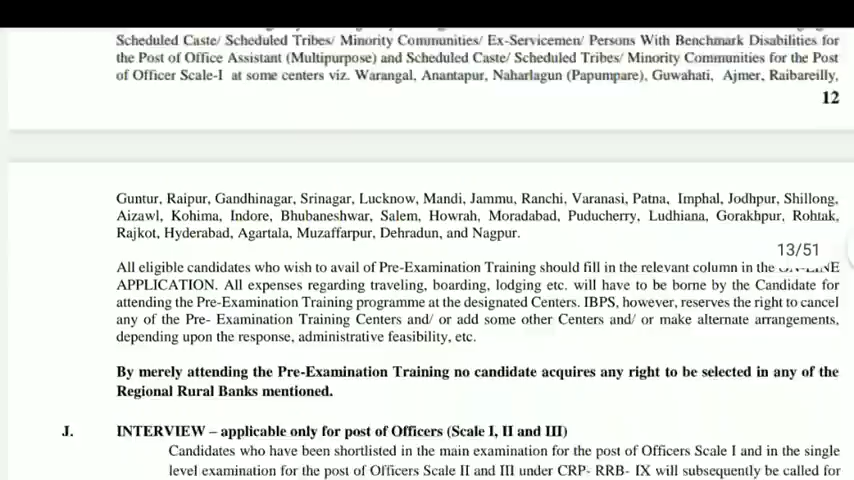 Scheduled Caste/ Scheduled Tribes/ Minority Communities/ Ex-Servicemen/ Persons With Benchmark Disabilities for
the Post of Office Assistant (Multipurpose) and Scheduled Caste/ Scheduled Tribes/ Minority Communities for the Post
of Officer Scale-I at some centers viz. Warangal, Anantapur, Naharlagun (Papumpare), Guwahati, Ajmer, Raibareilly,
12
Guntur, Raipur, Gandhinagar, Srinagar, Lucknow, Mandi, Jammu, Ranchi, Varanasi, Patna, Imphal, Jodhpur, Shillong,
Aizawl, Kohima, Indore, Bhubaneshwar, Salem, Howrah, Moradabad, Puducherry, Ludhiana, Gorakhpur, Rohtak,
Rajkot, Hyderabad, Agartala, Muzaffarpur, Dehradun, and Nagpur.
13/51
All eligible candidates who wish to avail of Pre-Examination Training should fill in the relevant column in the
APPLICATION. All expenses regarding traveling, boarding, lodging etc. will have to be borne by the Candidate for
attending the Pre-Examination Training programme at the designated Centers. IBPS, however, reserves the right to cancel
any of the Pre- Examination Training Centers and/ or add some other Centers and/ or make alternate arrangements,
depending upon the response, administrative feasibility, etc.
By merely attending the Pre-Examination Training no candidate acquires any right to be selected in any of the
Regional Rural Banks mentioned.
J. INTERVIEW – applicable only for post of Officers (Scale I, II and III)
Candidates who have been shortlisted in the main examination for the post of Officers Scale I and in the single
level examination for the post of Officers Scale II and III under CRP- RRB- IX will subsequently be called for